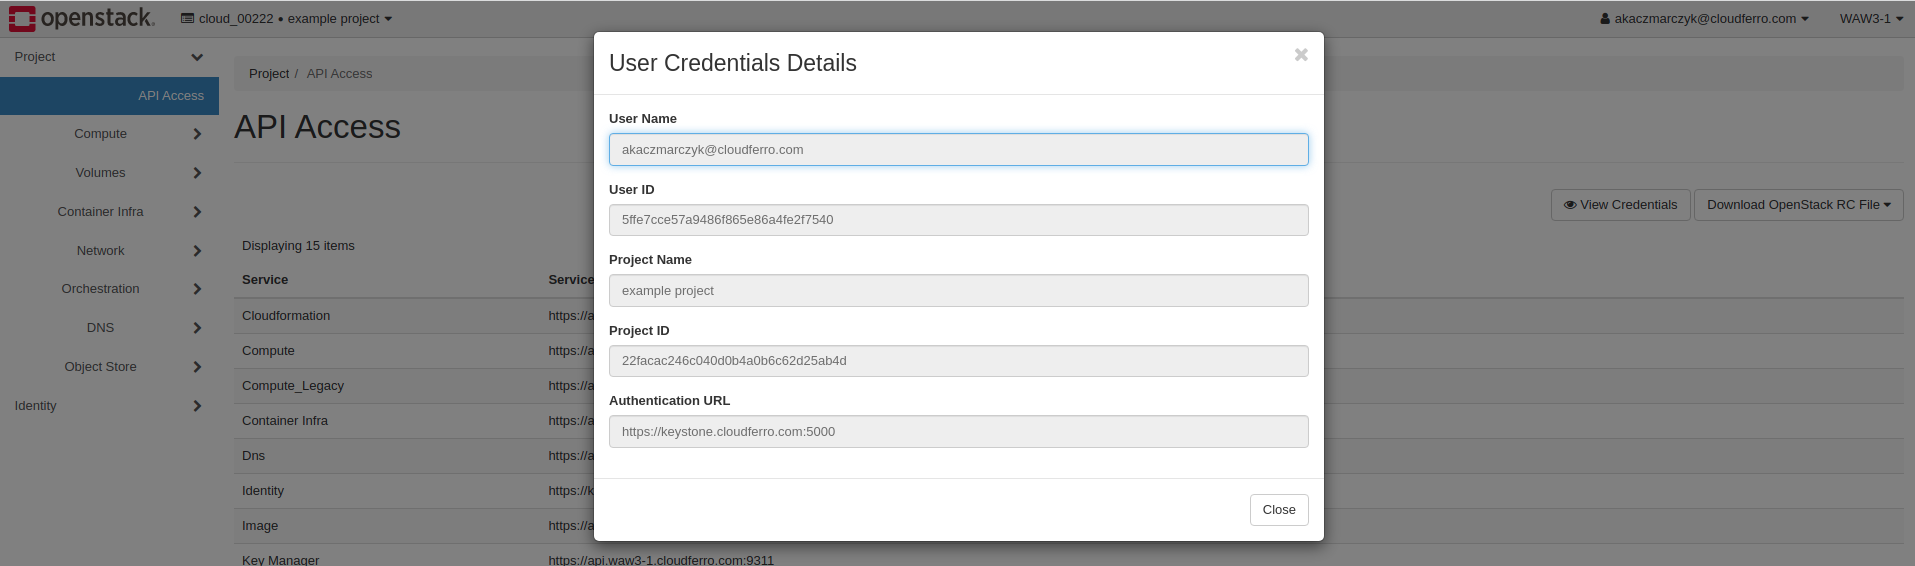 openstack.
cloud_00222 • example project
akaczmarczyk@cloudferro.com
WAW3-1
Project
API Access
Compute
Volumes
Container Infra
Network
Orchestration
DNS
Object Store
Identity
Project / API Access
API Access
View Credentials
Download OpenStack RC File
Displaying 15 items
Service
Service
Cloudformation
https://a
Compute
https://a
Compute_Legacy
https://a
Container Infra
https://a
Dns
https://a
Identity
https://k
Image
https://a
Key Manager
https://api.waw3-1.cloudferro.com:9311
User Credentials Details
User Name
akaczmarczyk@cloudferro.com
User ID
5ffe7cce57a9486f865e86a4fe2f7540
Project Name
example project
Project ID
22facac246c040d0b4a0b6c62d25ab4d
Authentication URL
https://keystone.cloudferro.com:5000
Close